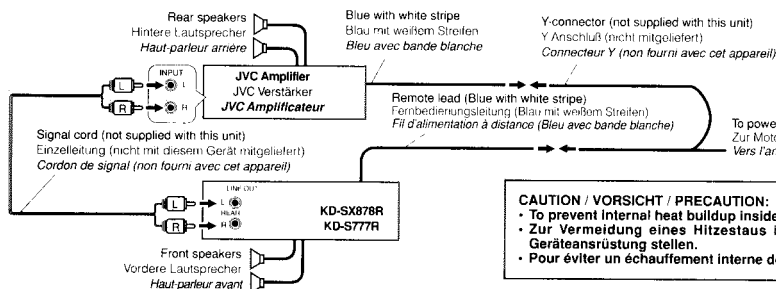 Rear speakers
Hintere Lautsprecher
Haut-parleur arrière
Blue with white stripe
Blau mit weißem Streifen
Bleu avec bande blanche
Y-connector (not supplied with this unit)
Y Anschluß (nicht mitgeliefert)
Connecteur Y (non fourni avec cet appareil)
INPUT
L
R
L
R
JVC Amplifier
JVC Verstärker
JVC Amplificateur
Remote lead (Blue with white stripe)
Fernbedienungsleitung (Blau mit weißem Streifen)
Fil d'alimentation à distance (Bleu avec bande blanche)
To power
Zur
Signal cord (not supplied with this unit)
Einzelleitung (nicht mit diesem Gerät mitgeliefert)
Cordon de signal (non fourni avec cet appareil)
LINE OUT
L
R
L
REAR
R
KD-SX878R
KD-S777R
Front speakers
Vordere Lautsprecher
Haut-parleur avant
CAUTION / VORSICHT / PRECAUTION:
• To prevent internal heat buildup inside
• Zur Vermeidung eines Hitzestaus
Geräteansrüstung stellen.
• Pour éviter un échauffement interne